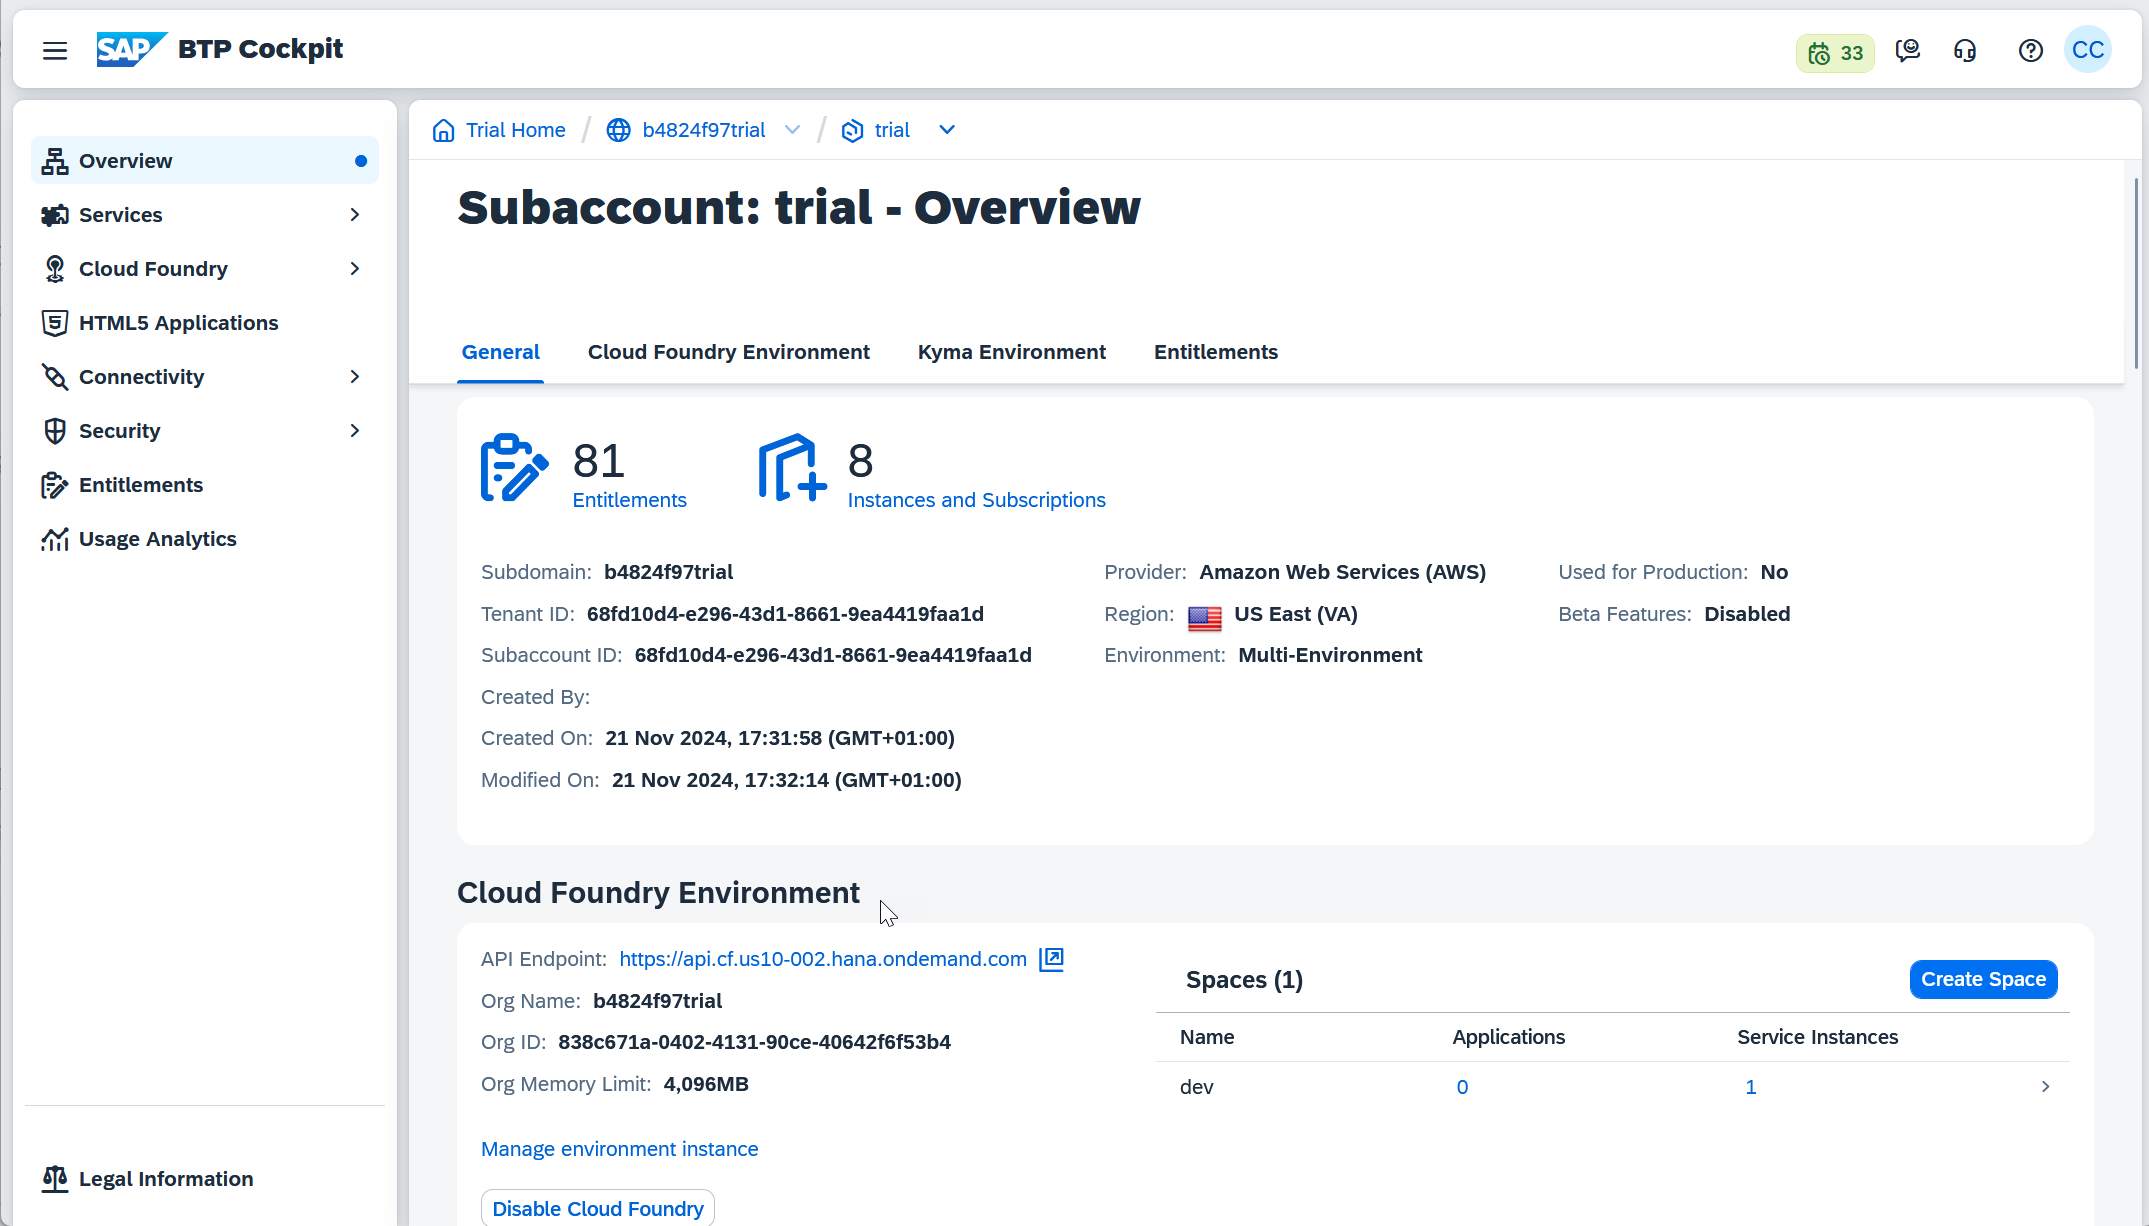 SAP BTP Cockpit
33
CC
Overview
Services
Cloud Foundry
HTML5 Applications
Connectivity
Security
Entitlements
Usage Analytics
Legal Information
Trial Home / b4824f97trial / trial
Subaccount: trial - Overview
General Cloud Foundry Environment Kyma Environment Entitlements
81
Entitlements
8
Instances and Subscriptions
Subdomain: b4824f97trial
Tenant ID: 68fd10d4-e296-43d1-8661-9ea4419faa1d
Subaccount ID: 68fd10d4-e296-43d1-8661-9ea4419faa1d
Created By:
Created On: 21 Nov 2024, 17:31:58 (GMT+01:00)
Modified On: 21 Nov 2024, 17:32:14 (GMT+01:00)
Provider: Amazon Web Services (AWS)
Region: US East (VA)
Environment: Multi-Environment
Used for Production: No
Beta Features: Disabled
Cloud Foundry Environment
API Endpoint: https://api.cf.us10-002.hana.ondemand.com
Org Name: b4824f97trial
Org ID: 838c671a-0402-4131-90ce-40642f6f53b4
Org Memory Limit: 4,096MB
Manage environment instance
Disable Cloud Foundry
Spaces (1)
Create Space
Name Applications Service Instances
dev 0 1